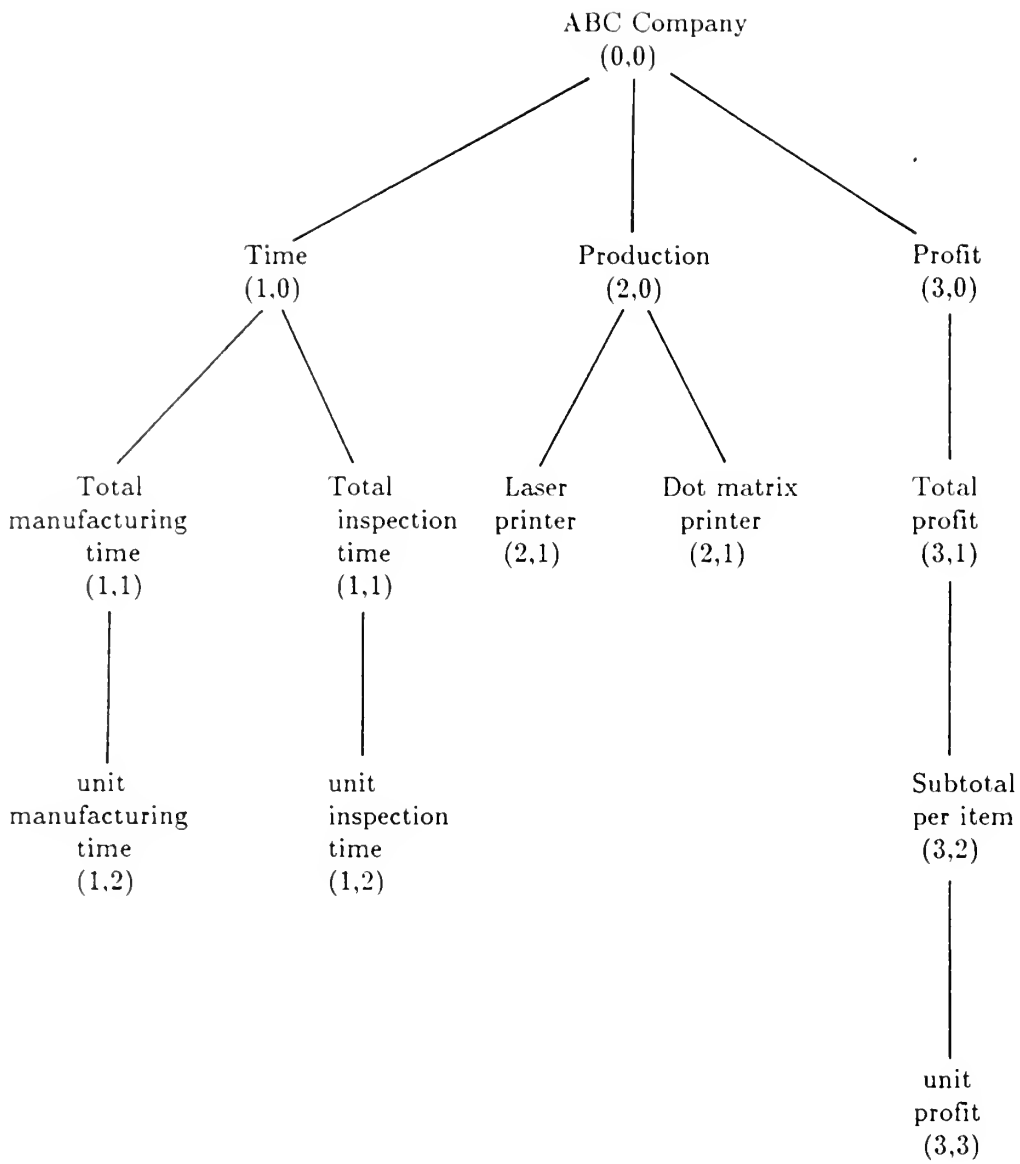 ABC Company
(0,0)
Time
(1,0)
Production
(2,0)
Profit
(3,0)
Total
manufacturing
time
(1,1)
Total
inspection
time
(1,1)
Laser
printer
(2,1)
Dot matrix
printer
(2,1)
Total
profit
(3,1)
unit
manufacturing
time
(1,2)
unit
inspection
time
(1,2)
Subtotal
per item
(3,2)
unit
profit
(3,3)